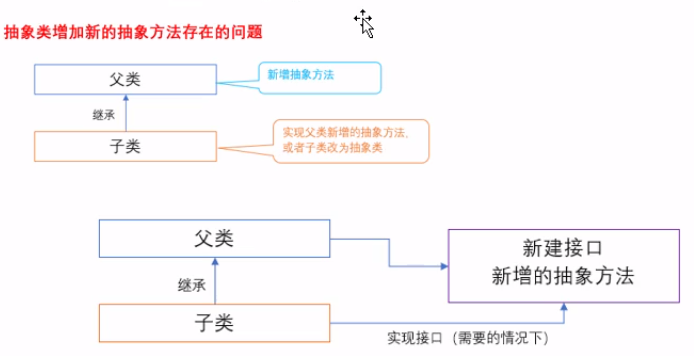 抽象类增加新的抽象方法存在的问题
父类
新增抽象方法
继承
子类
实现父类新增的抽象方法,
或者子类改为抽象类
父类
新建接口
新增的抽象方法
继承
子类
实现接口（需要的情况下）